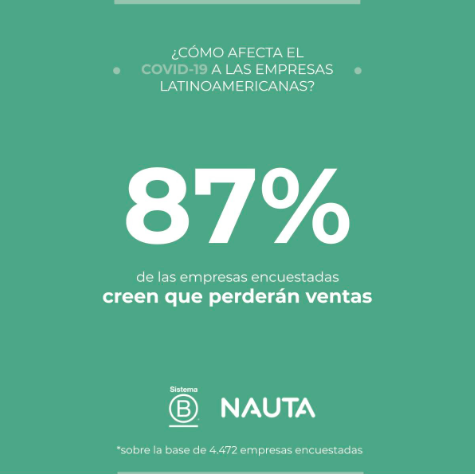 ¿CÓMO AFECTA EL
COVID-19 A LAS EMPRESAS
LATINOAMERICANAS?
87%
de las empresas encuestadas
creen que perderán ventas
Sistema
B
NAUTA
*sobre la base de 4.472 empresas encuestadas